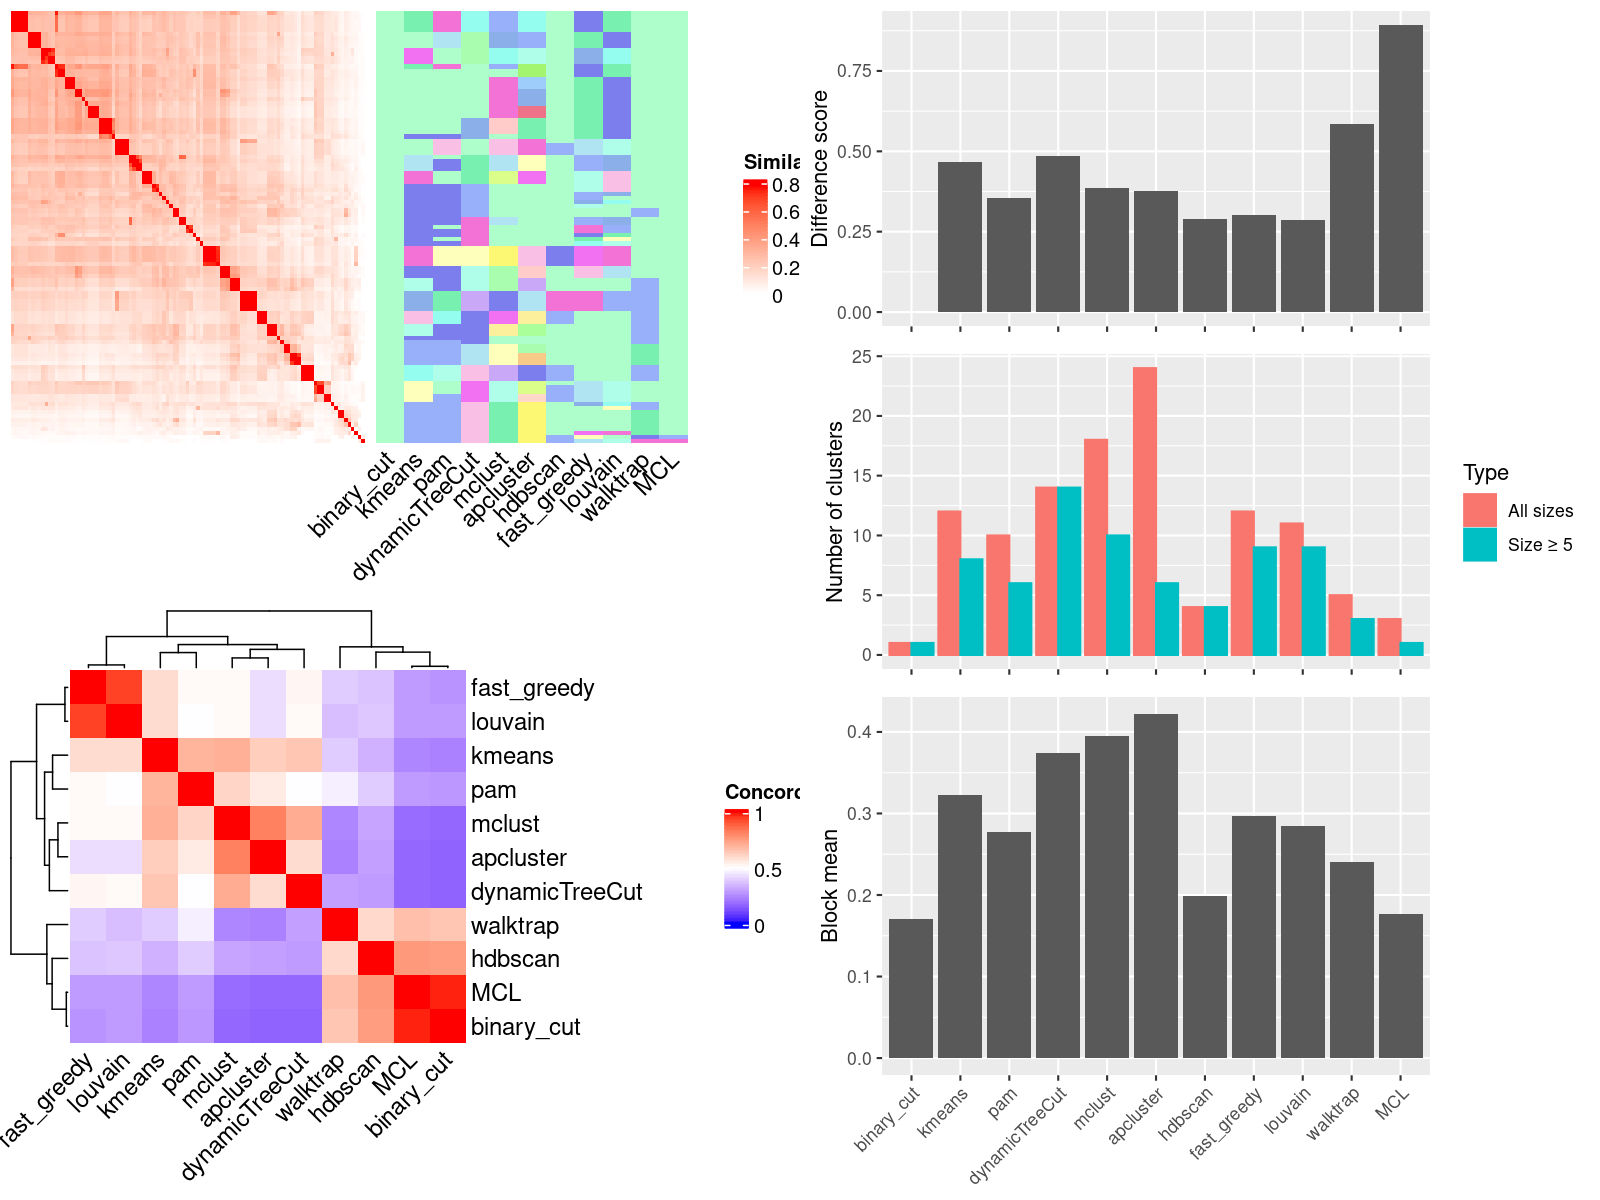 Simila
0.8
0.6
0.4
0.2
0
binary_cut
kmeans
pam
dynamicTreeCut
mclust
apcluster
hdbscan
fast_greedy
louvain
walktrap
MCL
fast_greedy
louvain
kmeans
pam
mclust
apcluster
dynamicTreeCut
walktrap
hdbscan
MCL
binary_cut
fast_greedy
louvain
kmeans
pam
mclust
apcluster
dynamicTreeCut
walktrap
hdbscan
MCL
binary_cut
Concord
1
0.5
0
Difference score
0.75
0.50
0.25
0.00
Number of clusters
25
20
15
10
5
0
Type
All sizes
Size ≥ 5
Block mean
0.4
0.3
0.2
0.1
0.0
binary_cut
kmeans
pam
dynamicTreeCut
mclust
apcluster
hdbscan
fast_greedy
louvain
walktrap
MCL